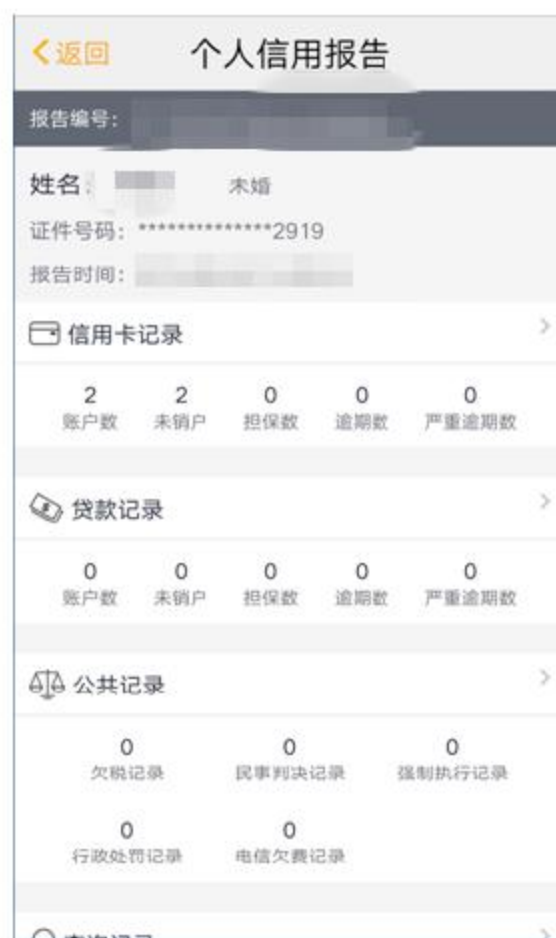 返回 个人信用报告
报告编号:
姓名: 未婚
证件号码: **************2919
报告时间:
信用卡记录
2 2 0 0 0
账户数 未销户 担保数 逾期数 严重逾期数
贷款记录
0 0 0 0 0
账户数 未销户 担保数 逾期数 严重逾期数
公共记录
0 0 0
欠税记录 民事判决记录 强制执行记录
0 0
行政处罚记录 电信欠费记录